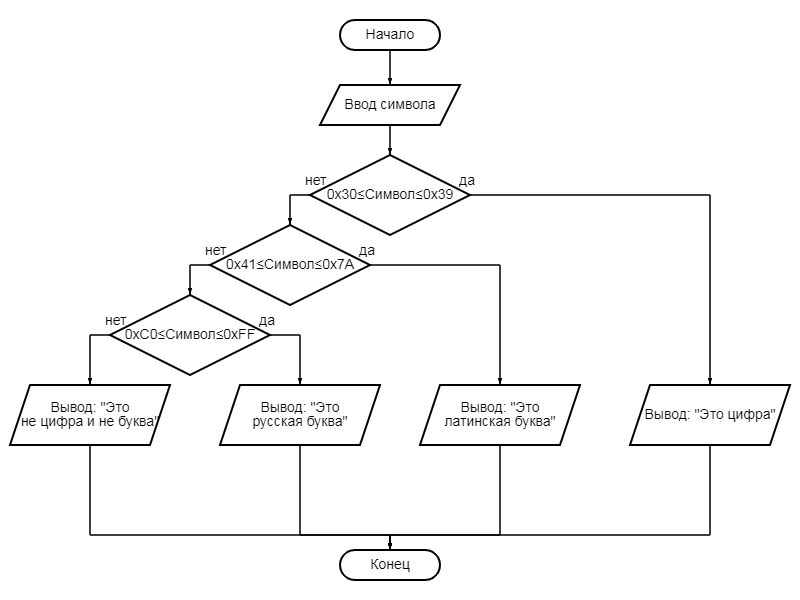 Начало
Ввод символа
нет
да
0x30≤Символ≤0x39
нет
да
0x41≤Символ≤0x7A
нет
да
0xC0≤Символ≤0xFF
Вывод: "Это
не цифра и не буква"
Вывод: "Это
русская буква"
Вывод: "Это
латинская буква"
Вывод: "Это цифра"
Конец